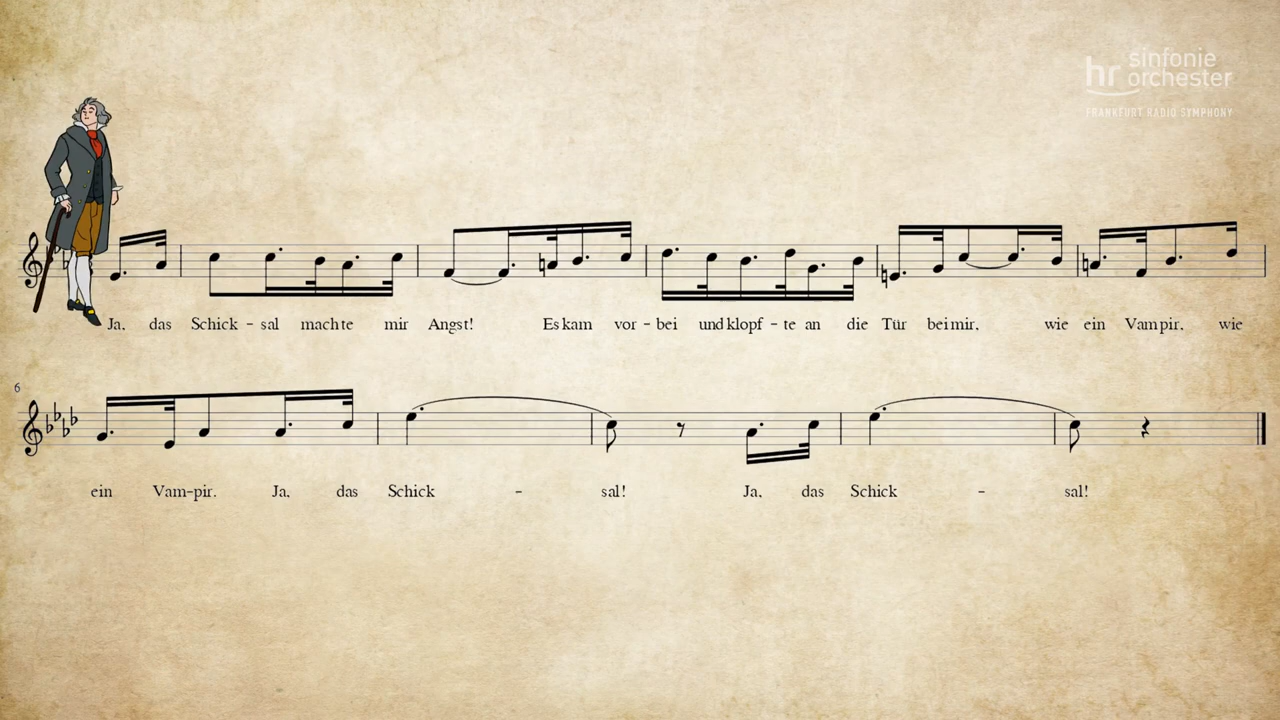 hr sinfonie
orchester
FRANKFURT RADIO SYMPHONY
Ja, das Schick - sal machte mir Angst! Es kam vor - bei und klopf - te an die Tür bei mir, wie ein Vampir, wie
6
ein Vam-pir. Ja, das Schick - sal! Ja, das Schick - sal!